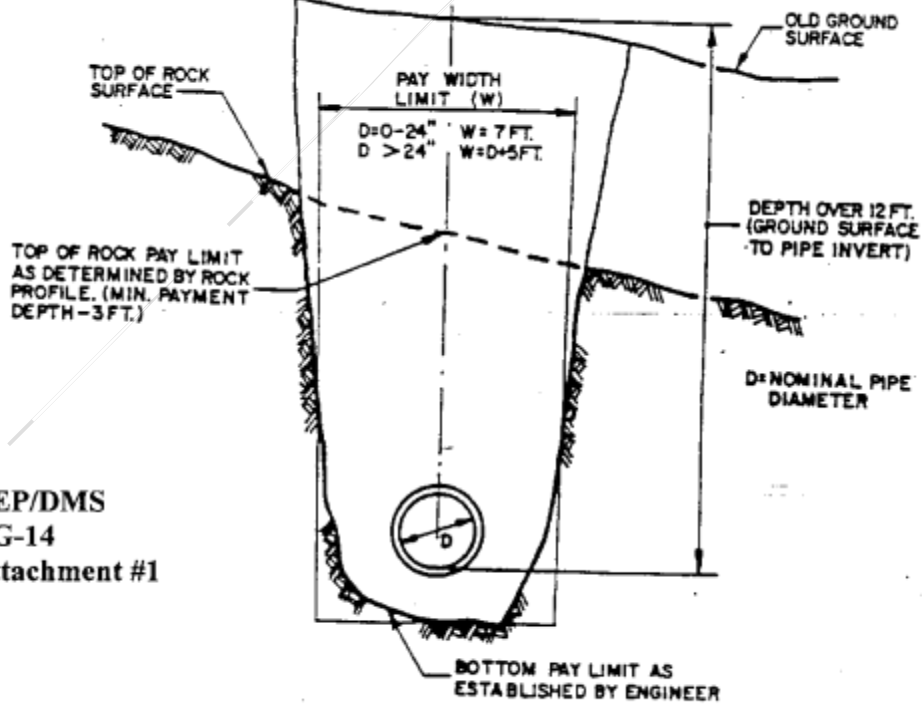 OLD GROUND
SURFACE
TOP OF ROCK
SURFACE
PAY WIDTH
LIMIT (W)
D=0-24" W=7 FT.
D >24" W=D+5FT.
DEPTH OVER 12 FT.
(GROUND SURFACE
TO PIPE INVERT)
TOP OF ROCK PAY LIMIT
AS DETERMINED BY ROCK
PROFILE. (MIN. PAYMENT
DEPTH-3 FT.)
D=NOMINAL PIPE
DIAMETER
D
EP/DMS
G-14
tachment #1
BOTTOM PAY LIMIT AS
ESTABLISHED BY ENGINEER